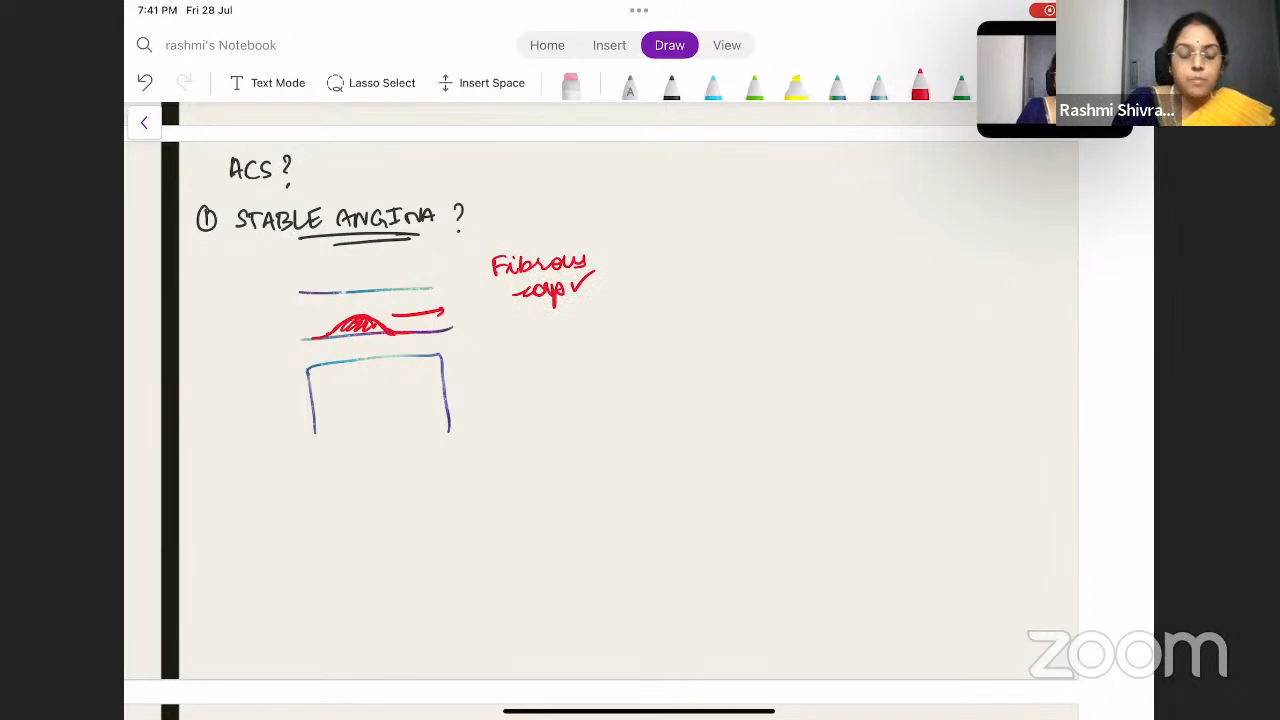 7:41 PM Fri 28 Jul
rashmi's Notebook
Home Insert Draw View
Text Mode Lasso Select Insert Space
A
Rashmi Shivra...
ACS?
① STABLE ANGINA ?
Fibrous
cap ✓
zoom